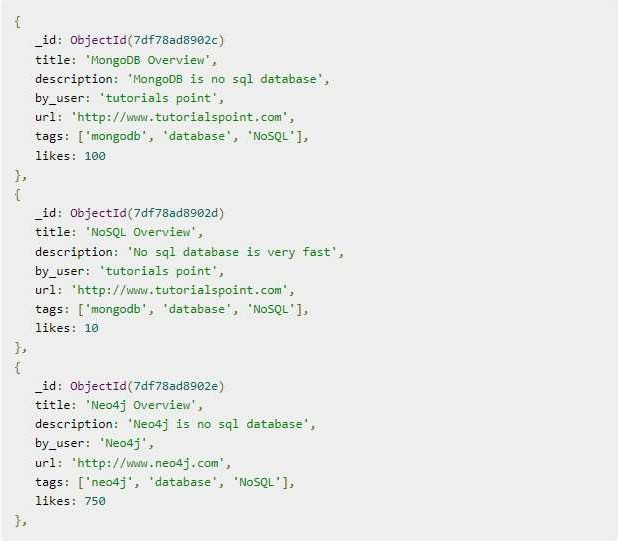 {
_id: ObjectId(7df78ad8902c)
title: 'MongoDB Overview',
description: 'MongoDB is no sql database',
by_user: 'tutorials point',
url: 'http://www.tutorialspoint.com',
tags: ['mongodb', 'database', 'NoSQL'],
likes: 100
},
{
_id: ObjectId(7df78ad8902d)
title: 'NoSQL Overview',
description: 'No sql database is very fast',
by_user: 'tutorials point',
url: 'http://www.tutorialspoint.com',
tags: ['mongodb', 'database', 'NoSQL'],
likes: 10
},
{
_id: ObjectId(7df78ad8902e)
title: 'Neo4j Overview',
description: 'Neo4j is no sql database',
by_user: 'Neo4j',
url: 'http://www.neo4j.com',
tags: ['neo4j', 'database', 'NoSQL'],
likes: 750
},